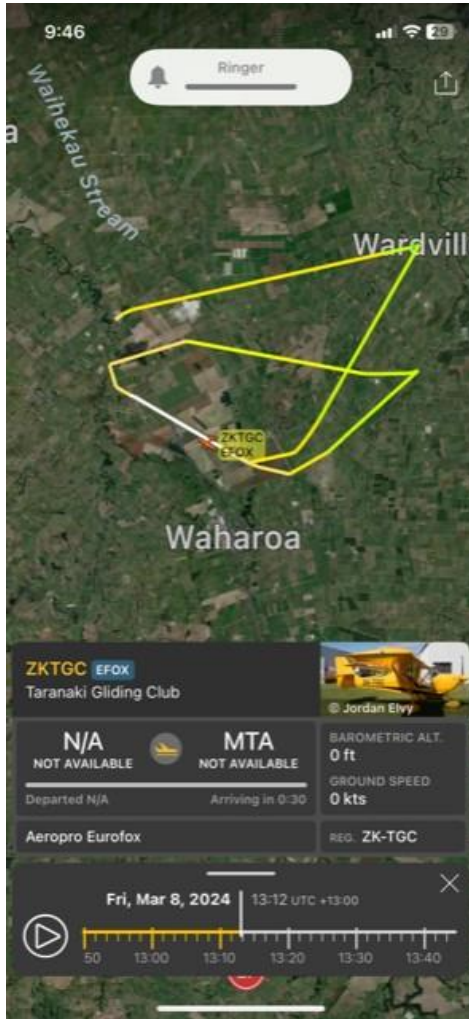 9:46
29
Ringer
Waihekau Stream
a
Wardvill
ZKTGC
EFOX
Waharoa
ZKTGC EFOX
Taranaki Gliding Club
© Jordan Elvy
N/A
NOT AVAILABLE
MTA
NOT AVAILABLE
Departed N/A
Arriving in 0:30
BAROMETRIC ALT.
0 ft
GROUND SPEED
0 kts
Aeropro Eurofox
REG. ZK-TGC
Fri, Mar 8, 2024 13:12 UTC +13:00
50 13:00 13:10 13:20 13:30 13:40